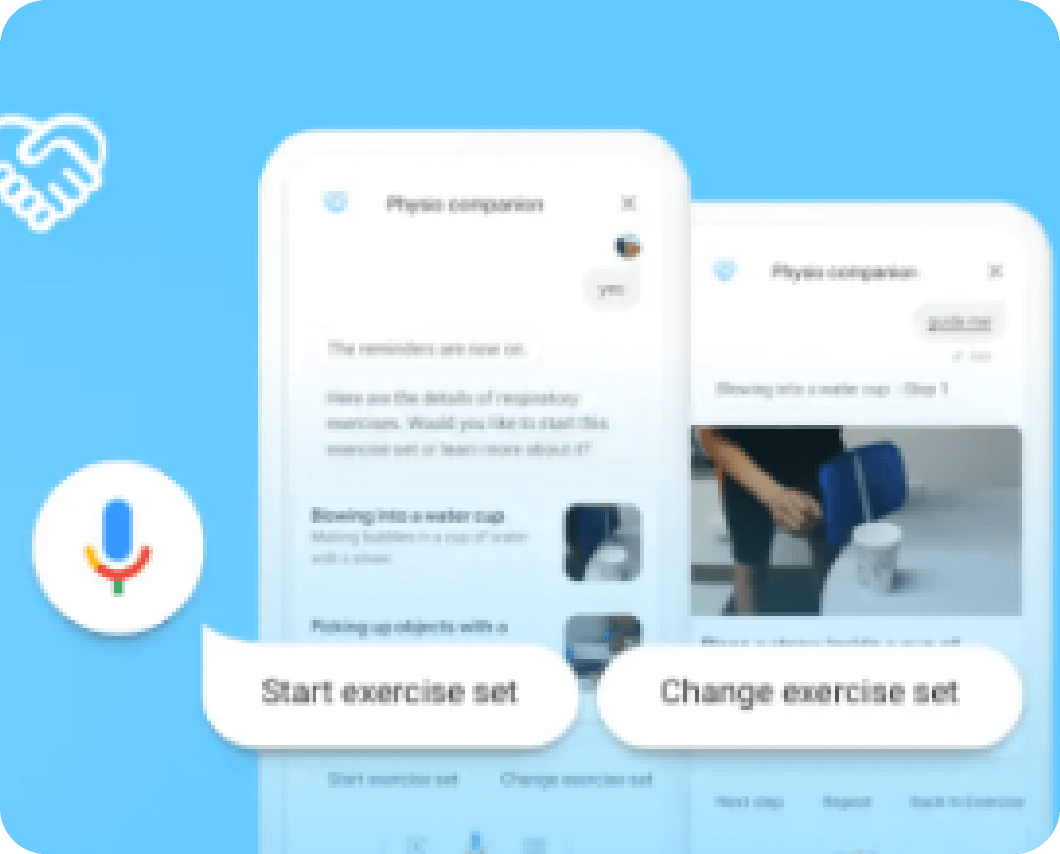 Physio companion
yes
The reminders are now on.
Here are the details of respiratory
exercises. Would you like to start this
exercise set or learn more about it?
Blowing into a water cup
Making bubbles in a cup of water
with a straw
Picking up objects with a
Start exercise set
Change exercise set
Start exercise set
Change exercise set
Physio companion
guide me
Blowing into a water cup - Step 1
Next step
Repeat
Back to Exercise